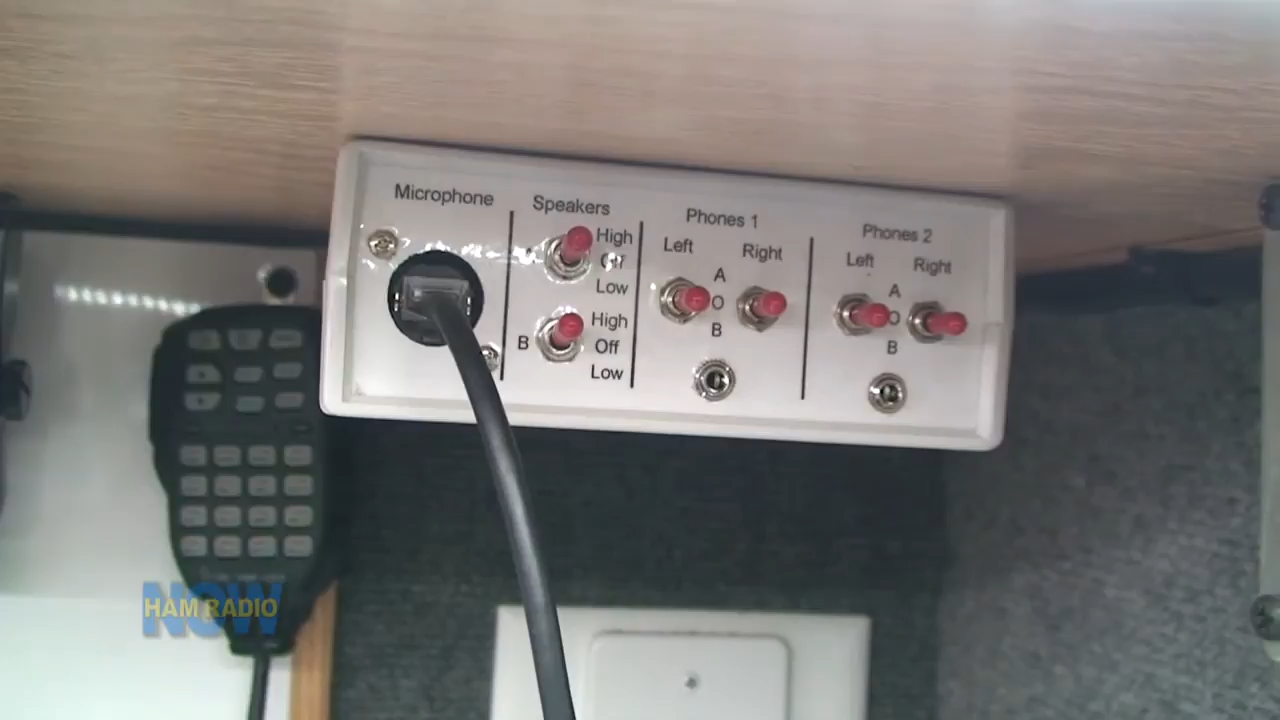 Microphone
Speakers
High
Off
Low
B
High
Off
Low
Phones 1
Left Right
A
O
B
Phones 2
Left Right
A
O
B
NOW
HAM RADIO